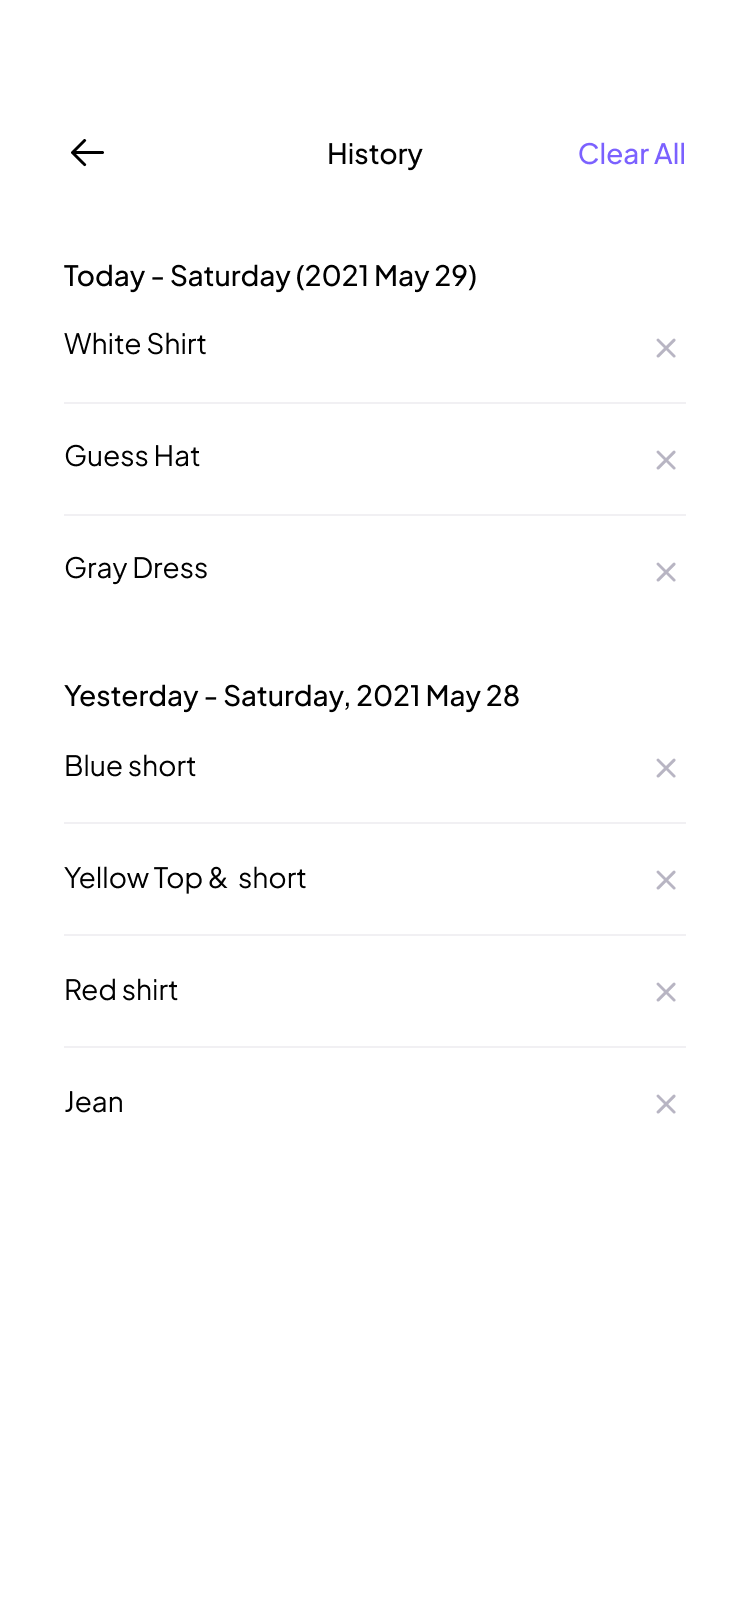 History
Clear All
Today - Saturday (2021 May 29)
White Shirt
Guess Hat
Gray Dress
Yesterday - Saturday, 2021 May 28
Blue short
Yellow Top &  short
Red shirt
Jean